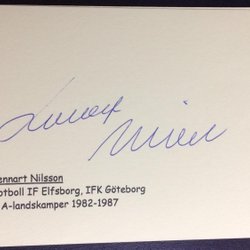 ennart Nilsson
otboll IF Elfsborg, IFK Göteborg
A-landskamper 1982-1987